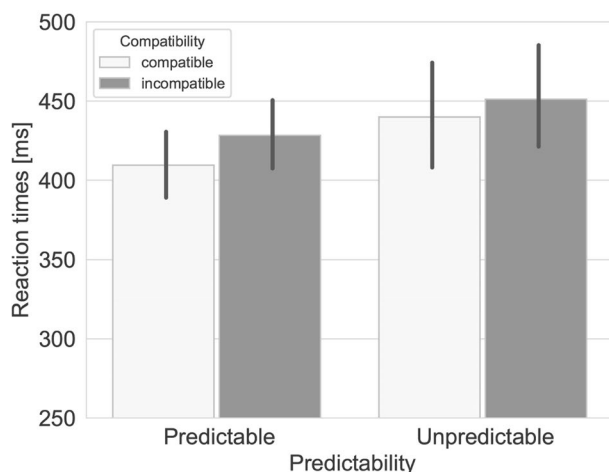 500
450
400
350
300
250
Reaction times [ms]
Compatibility
compatible
incompatible
Predictable
Unpredictable
Predictability